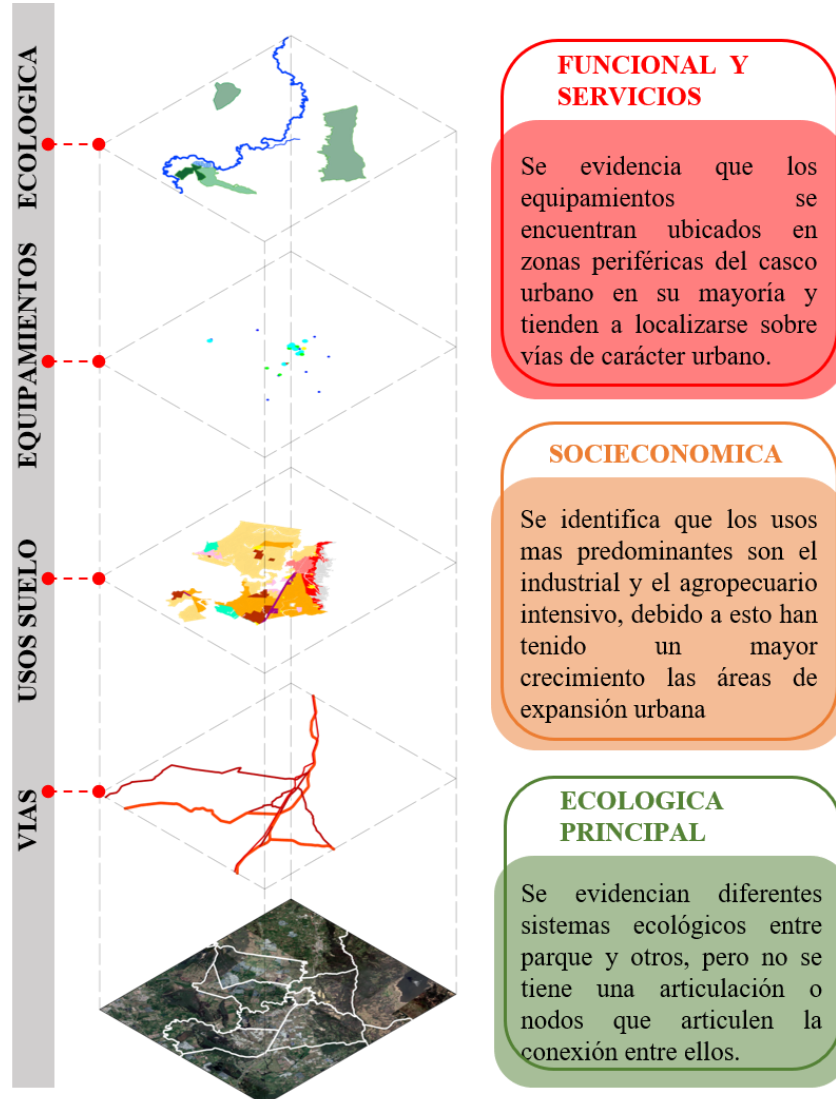 ECOLOGICA
EQUIPAMIENTOS
USOS SUELO
VIAS
FUNCIONAL Y
SERVICIOS
Se evidencia que los
equipamientos se
encuentran ubicados en
zonas periféricas del casco
urbano en su mayoría y
tienden a localizarse sobre
vías de carácter urbano.
SOCIECONOMICA
Se identifica que los usos
mas predominantes son el
industrial y el agropecuario
intensivo, debido a esto han
tenido un mayor
crecimiento las áreas de
expansión urbana
ECOLOGICA
PRINCIPAL
Se evidencian diferentes
sistemas ecológicos entre
parque y otros, pero no se
tiene una articulación o
nodos que articulen la
conexión entre ellos.